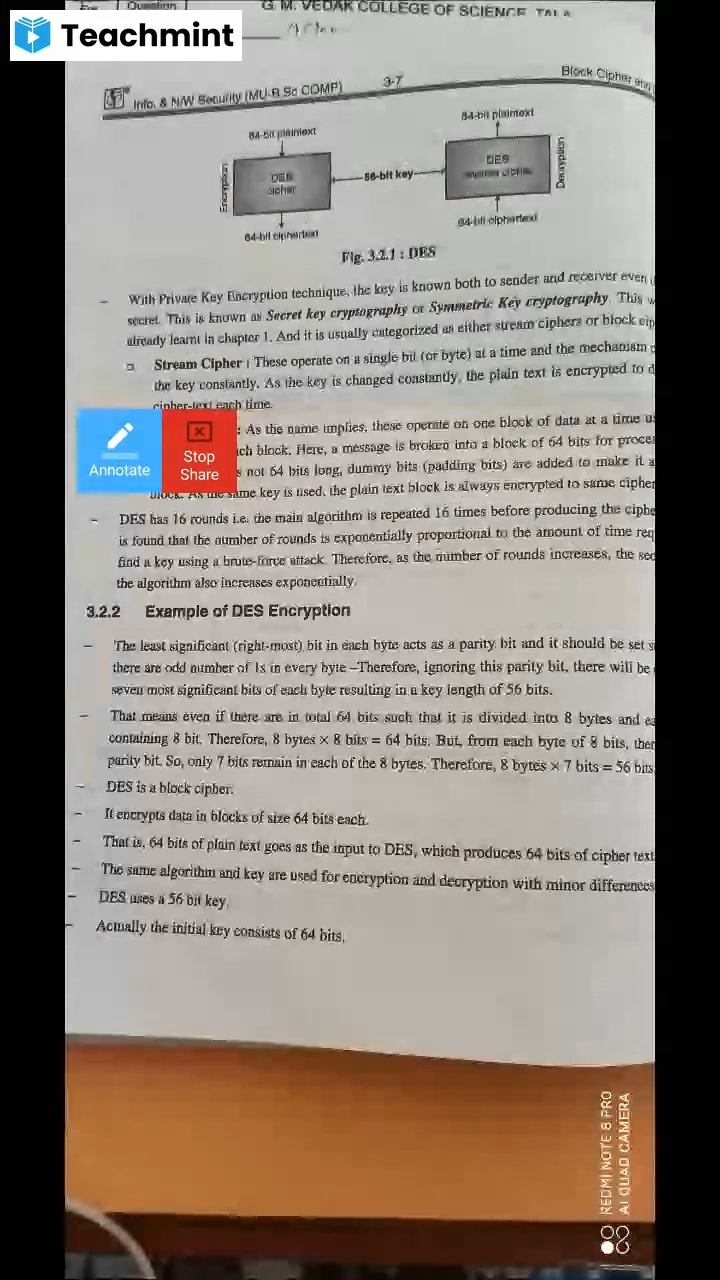 Question
G. M. VEDAK COLLEGE OF SCIENCE, TALA
Teachmint
Info. & N/W Security (MU-B.Sc COMP)
3-7
Block Cipher and
64-bit plaintext
64-bit plaintext
Encryption
DES
cipher
56-bit key
DES
reverse cipher
Decryption
64-bit ciphertext
64-bit ciphertext
Fig. 3.2.1 : DES
– With Private Key Encryption technique, the key is known both to sender and receiver even
secret. This is known as Secret key cryptography or Symmetric Key cryptography. This w
already learnt in chapter 1. And it is usually categorized as either stream ciphers or block cip
Stream Cipher : These operate on a single bit (or byte) at a time and the mechanism
the key constantly. As the key is changed constantly, the plain text is encrypted to d
cipher-text each time.
: As the name implies, these operate on one block of data at a time us
ch block. Here, a message is broken into a block of 64 bits for proces
s not 64 bits long, dummy bits (padding bits) are added to make it a
block. As the same key is used, the plain text block is always encrypted to same cipher
Annotate
Stop
Share
– DES has 16 rounds i.e. the main algorithm is repeated 16 times before producing the ciphe
is found that the number of rounds is exponentially proportional to the amount of time req
find a key using a brute-force attack. Therefore, as the number of rounds increases, the sec
the algorithm also increases exponentially.
3.2.2 Example of DES Encryption
– The least significant (right-most) bit in each byte acts as a parity bit and it should be set s
there are odd number of 1s in every byte –Therefore, ignoring this parity bit, there will be
seven most significant bits of each byte resulting in a key length of 56 bits.
– That means even if there are in total 64 bits such that it is divided into 8 bytes and ea
containing 8 bit. Therefore, 8 bytes × 8 bits = 64 bits. But, from each byte of 8 bits, ther
parity bit. So, only 7 bits remain in each of the 8 bytes. Therefore, 8 bytes × 7 bits = 56 bits
– DES is a block cipher.
– It encrypts data in blocks of size 64 bits each.
– That is, 64 bits of plain text goes as the input to DES, which produces 64 bits of cipher text
– The same algorithm and key are used for encryption and decryption with minor differences
– DES uses a 56 bit key.
– Actually the initial key consists of 64 bits.
REDMI NOTE 8 PRO
AI QUAD CAMERA